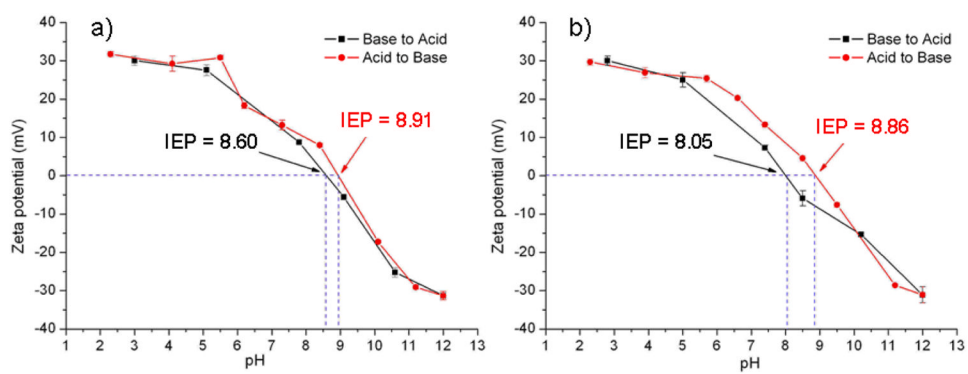 a)
Base to Acid
Acid to Base
IEP = 8.91
IEP = 8.60
Zeta potential (mV)
40
30
20
10
0
-10
-20
-30
-40
1 2 3 4 5 6 7 8 9 10 11 12 13
pH
b)
Base to Acid
Acid to Base
IEP = 8.05
IEP = 8.86
Zeta potential (mV)
40
30
20
10
0
-10
-20
-30
-40
1 2 3 4 5 6 7 8 9 10 11 12 13
pH